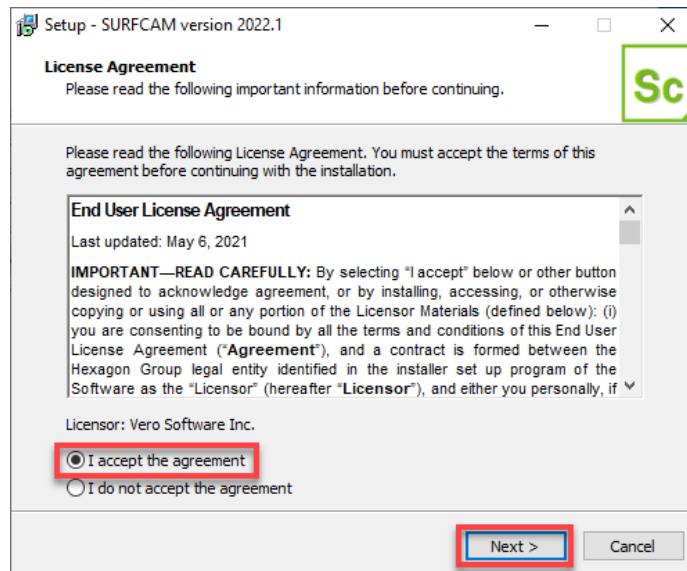 Setup - SURFCAM version 2022.1
License Agreement
Please read the following important information before continuing.
Sc
Please read the following License Agreement. You must accept the terms of this
agreement before continuing with the installation.
End User License Agreement
Last updated: May 6, 2021
IMPORTANT—READ CAREFULLY: By selecting “I accept” below or other button
designed to acknowledge agreement, or by installing, accessing, or otherwise
copying or using all or any portion of the Licensor Materials (defined below): (i)
you are consenting to be bound by all the terms and conditions of this End User
License Agreement (“Agreement”), and a contract is formed between the
Hexagon Group legal entity identified in the installer set up program of the
Software as the “Licensor” (hereafter “Licensor”), and either you personally, if
Licensor: Vero Software Inc.
I accept the agreement
I do not accept the agreement
Next >
Cancel